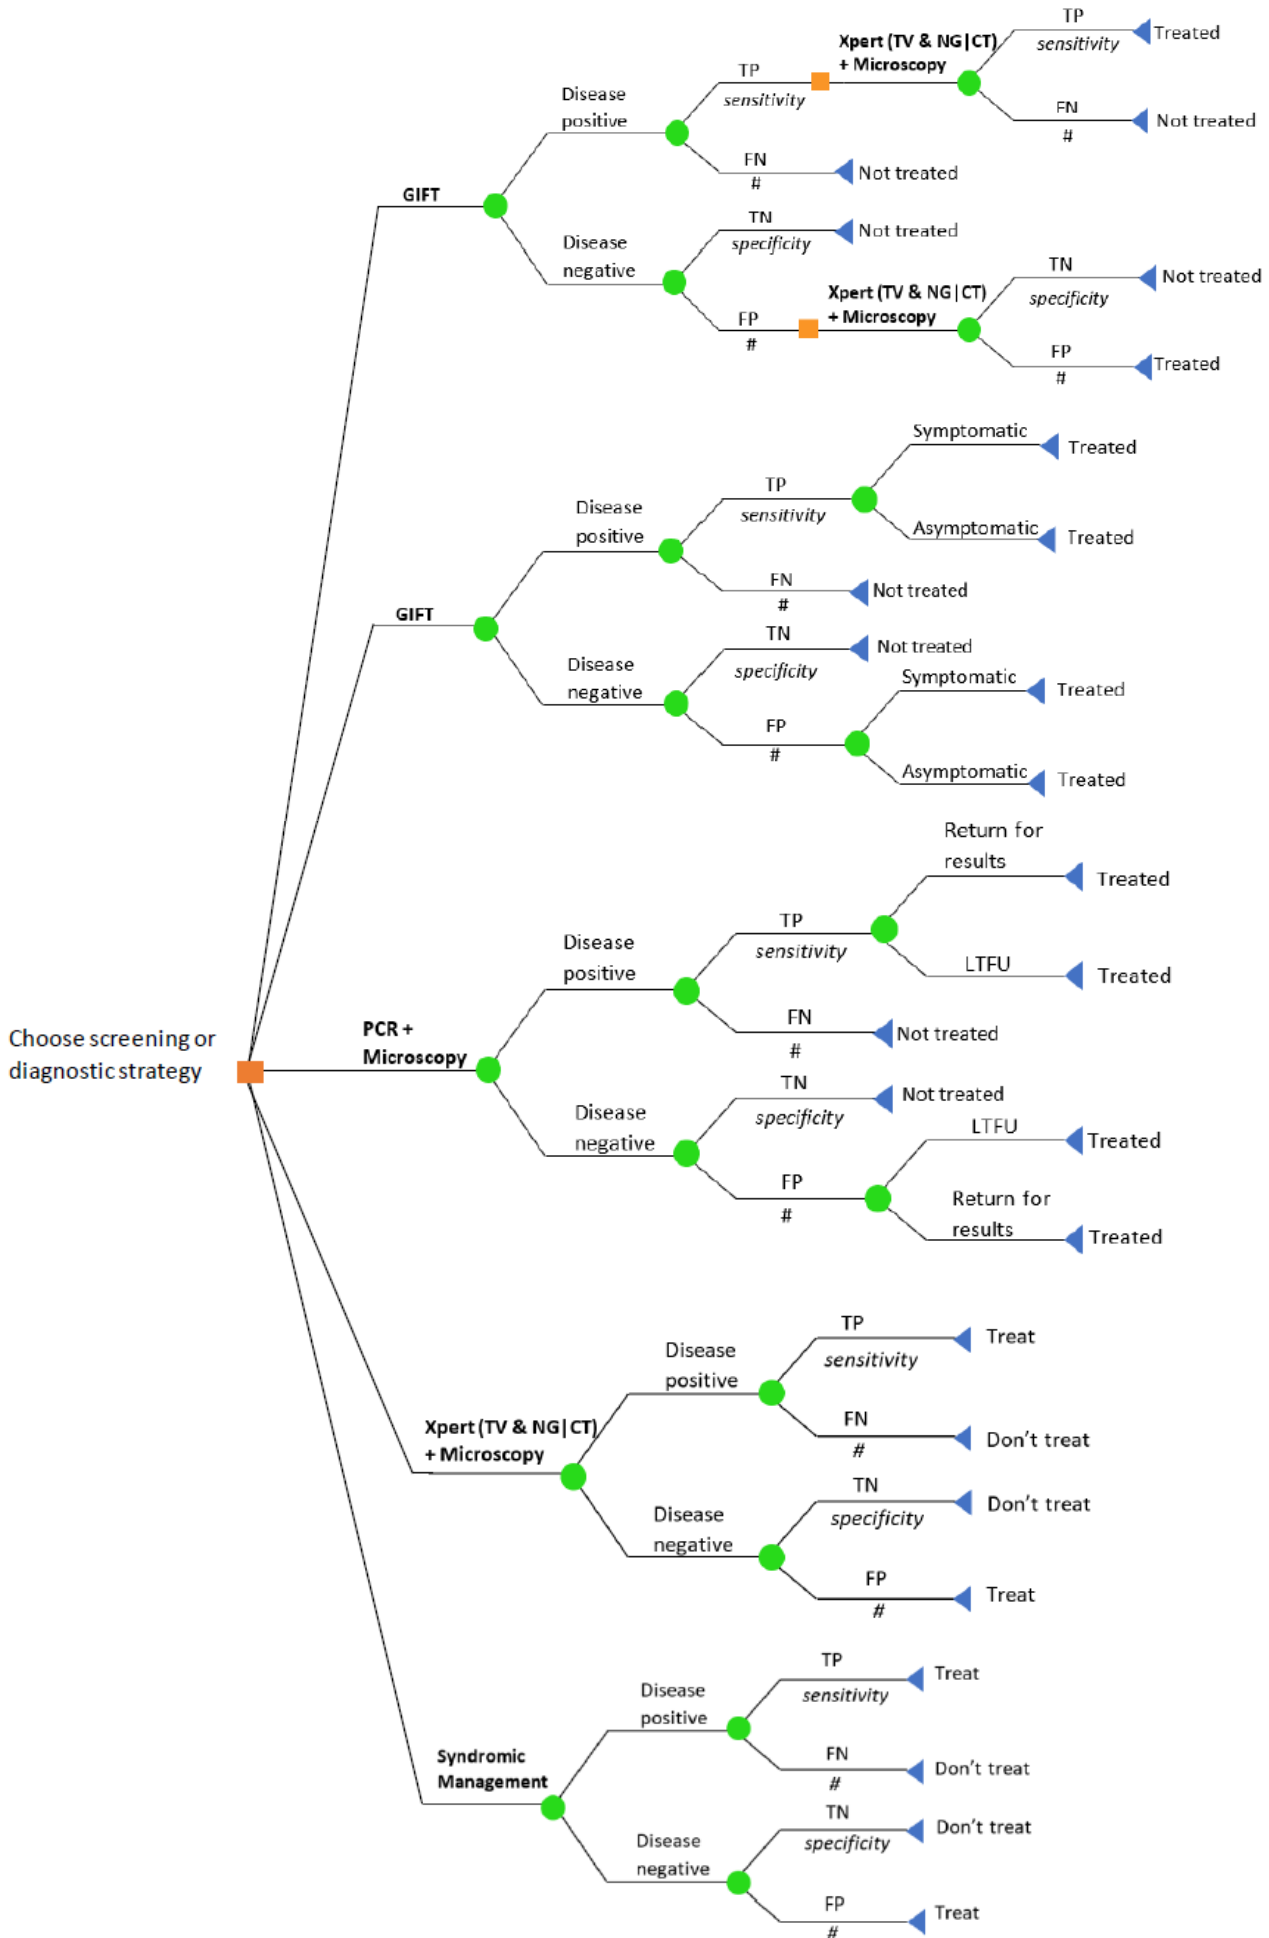 TP
Xpert (TV & NG|CT)
+ Microscopy
sensitivity
Treated
TP
sensitivity
FN
#
Not treated
Disease
positive
FN
#
Not treated
GIFT
TN
specificity
Not treated
Disease
negative
Xpert (TV & NG|CT)
+ Microscopy
TN
specificity
Not treated
FP
#
FP
#
Treated
Symptomatic
Treated
TP
sensitivity
Disease
positive
Asymptomatic
Treated
FN
#
Not treated
GIFT
TN
specificity
Not treated
Disease
negative
Symptomatic
Treated
FP
#
Asymptomatic
Treated
Return for
results
Treated
TP
sensitivity
Disease
positive
LTFU
Treated
FN
#
Not treated
PCR +
Microscopy
Choose screening or
diagnostic strategy
TN
specificity
Not treated
Disease
negative
LTFU
Treated
FP
#
Return for
results
Treated
TP
sensitivity
Treat
Disease
positive
FN
#
Don't treat
Xpert (TV & NG|CT)
+ Microscopy
TN
specificity
Don't treat
Disease
negative
FP
#
Treat
TP
sensitivity
Treat
Disease
positive
FN
#
Don't treat
Syndromic
Management
TN
specificity
Don't treat
Disease
negative
FP
#
Treat